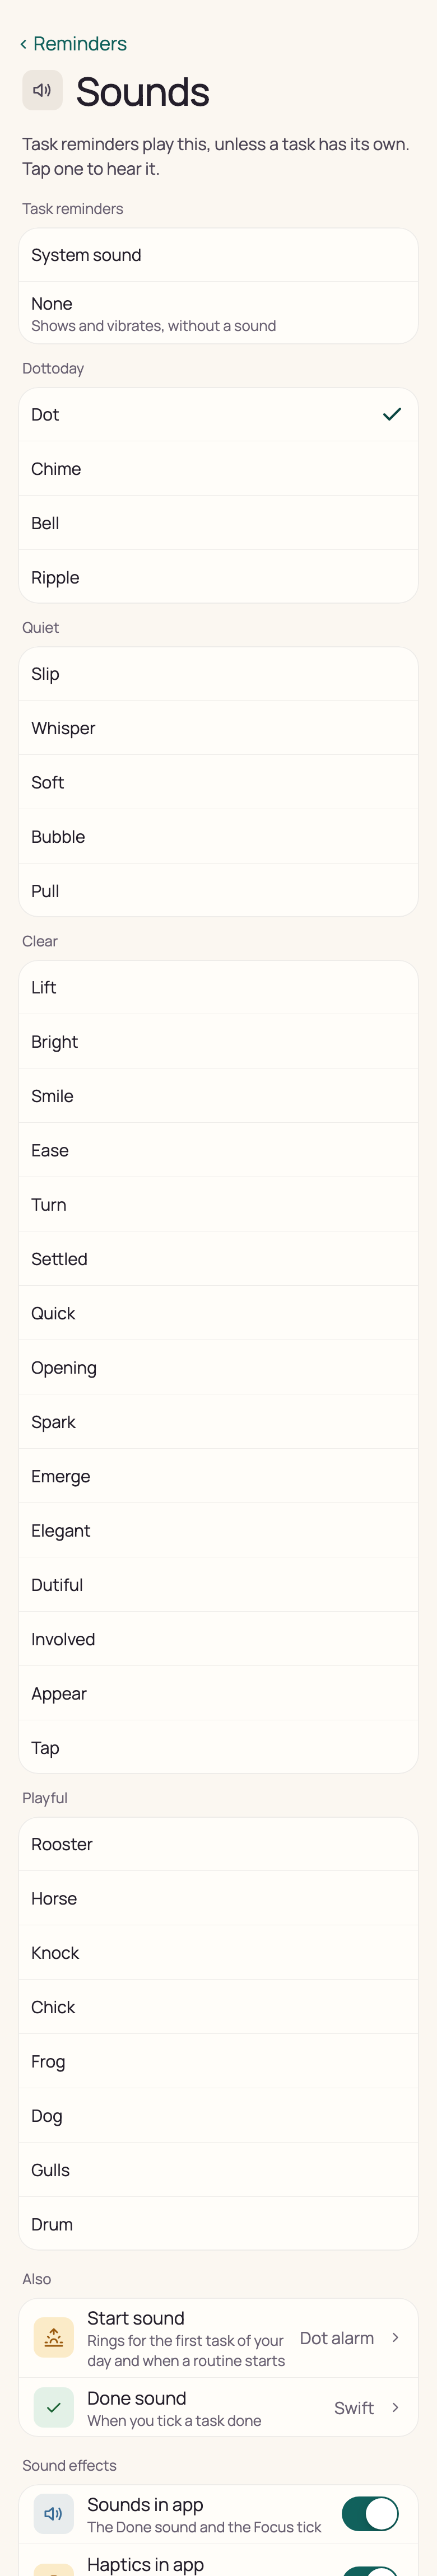 ‹ Reminders
Sounds
Task reminders play this, unless a task has its own.
Tap one to hear it.
Task reminders
System sound
None
Shows and vibrates, without a sound
Dottoday
Dot
Chime
Bell
Ripple
Quiet
Slip
Whisper
Soft
Bubble
Pull
Clear
Lift
Bright
Smile
Ease
Turn
Settled
Quick
Opening
Spark
Emerge
Elegant
Dutiful
Involved
Appear
Tap
Playful
Rooster
Horse
Knock
Chick
Frog
Dog
Gulls
Drum
Also
Start sound
Rings for the first task of your
day and when a routine starts
Dot alarm
Done sound
When you tick a task done
Swift
Sound effects
Sounds in app
The Done sound and the Focus tick
Haptics in app